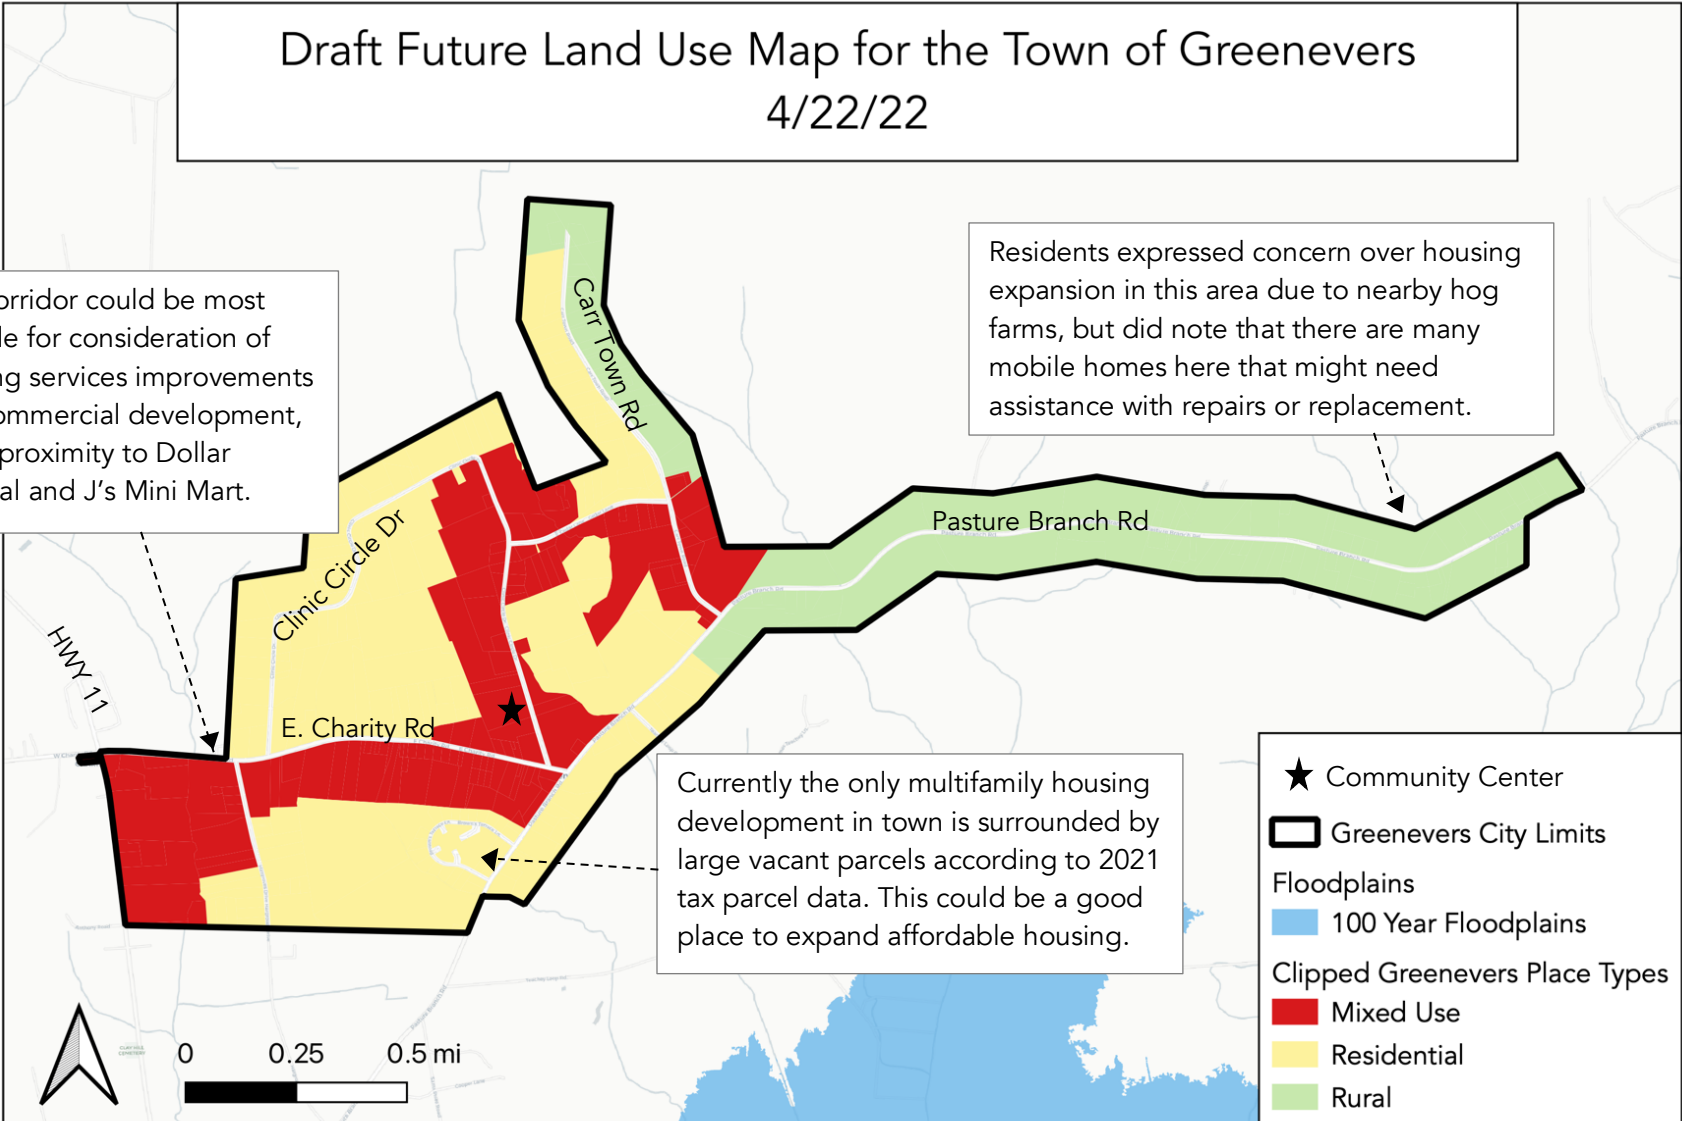 Draft Future Land Use Map for the Town of Greenevers
4/22/22
orridor could be most
le for consideration of
ng services improvements
ommercial development,
proximity to Dollar
al and J's Mini Mart.
Residents expressed concern over housing
expansion in this area due to nearby hog
farms, but did note that there are many
mobile homes here that might need
assistance with repairs or replacement.
Carr Town Rd
Pasture Branch Rd
Clinic Circle Dr
HWY 11
E. Charity Rd
Currently the only multifamily housing
development in town is surrounded by
large vacant parcels according to 2021
tax parcel data. This could be a good
place to expand affordable housing.
Community Center
Greenevers City Limits
Floodplains
100 Year Floodplains
Clipped Greenevers Place Types
Mixed Use
Residential
Rural
0 0.25 0.5 mi